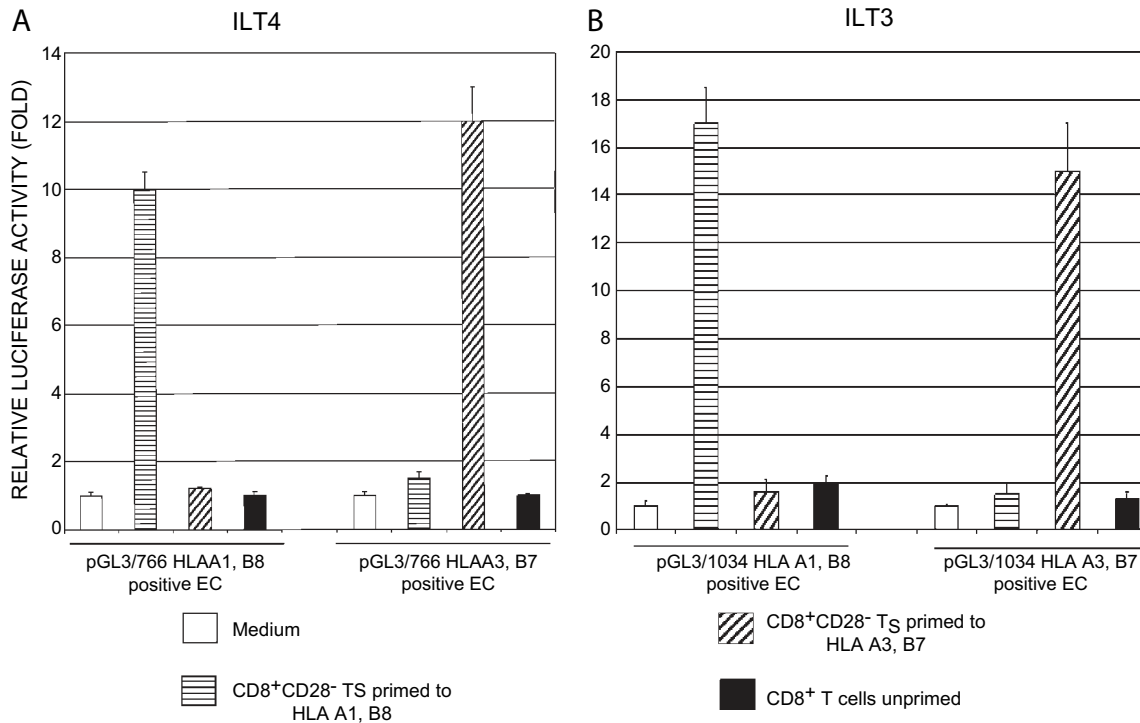 A
ILT4
B
ILT3
RELATIVE LUCIFERASE ACTIVITY (FOLD)
14
12
10
8
6
4
2
0
20
18
16
14
12
10
8
6
4
2
0
pGL3/766 HLAA1, B8
positive EC
pGL3/766 HLAA3, B7
positive EC
pGL3/1034 HLA A1, B8
positive EC
pGL3/1034 HLA A3, B7
positive EC
Medium
CD8+CD28- TS primed to
HLA A1, B8
CD8+CD28- TS primed to
HLA A3, B7
CD8+ T cells unprimed